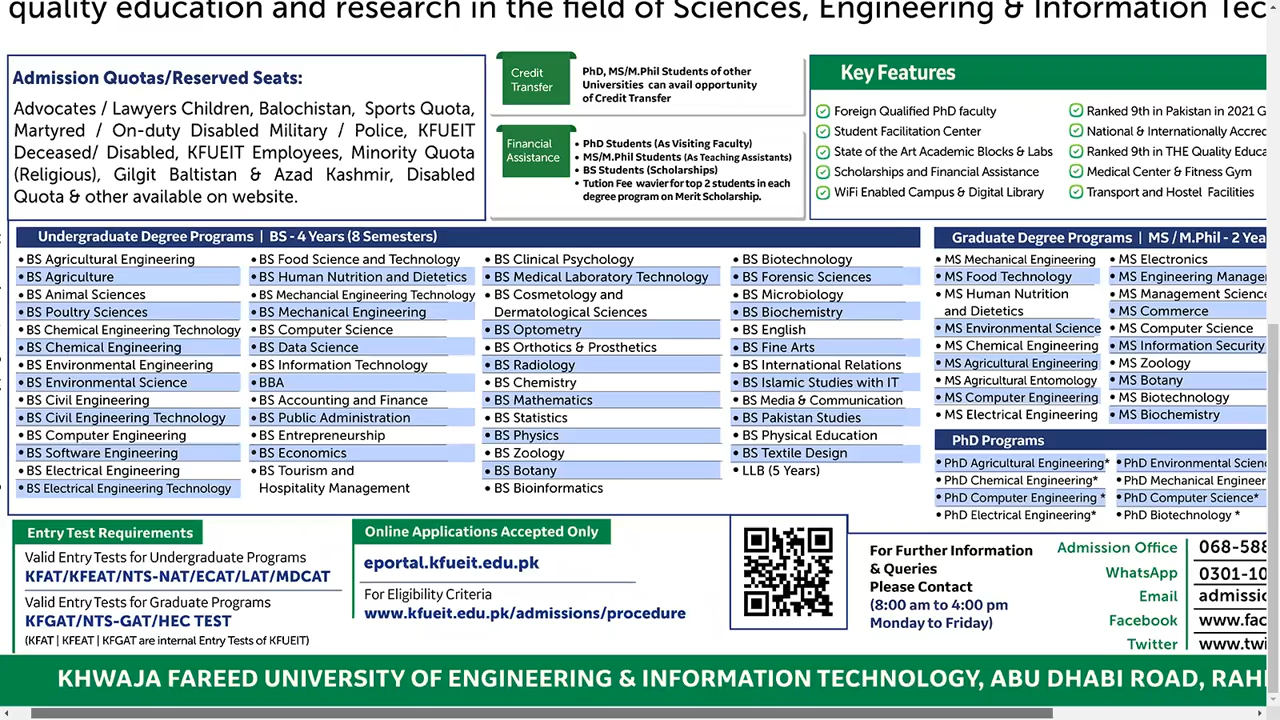 quality education and research in the field of Sciences, Engineering & Information Tec
Admission Quotas/Reserved Seats:
Advocates / Lawyers Children, Balochistan, Sports Quota,
Martyred / On-duty Disabled Military / Police, KFUEIT
Deceased/ Disabled, KFUEIT Employees, Minority Quota
(Religious), Gilgit Baltistan & Azad Kashmir, Disabled
Quota & other available on website.
Credit
Transfer
PhD, MS/M.Phil Students of other
Universities can avail opportunity
of Credit Transfer
Financial
Assistance
• PhD Students (As Visiting Faculty)
• MS/M.Phil Students (As Teaching Assistants)
• BS Students (Scholarships)
• Tution Fee wavier for top 2 students in each
degree program on Merit Scholarship.
Key Features
Foreign Qualified PhD faculty
Student Facilitation Center
State of the Art Academic Blocks & Labs
Scholarships and Financial Assistance
WiFi Enabled Campus & Digital Library
Ranked 9th in Pakistan in 2021 G
National & Internationally Accred
Ranked 9th in THE Quality Educa
Medical Center & Fitness Gym
Transport and Hostel Facilities
Undergraduate Degree Programs | BS - 4 Years (8 Semesters)
• BS Agricultural Engineering
• BS Agriculture
• BS Animal Sciences
• BS Poultry Sciences
• BS Chemical Engineering Technology
• BS Chemical Engineering
• BS Environmental Engineering
• BS Environmental Science
• BS Civil Engineering
• BS Civil Engineering Technology
• BS Computer Engineering
• BS Software Engineering
• BS Electrical Engineering
• BS Electrical Engineering Technology
• BS Food Science and Technology
• BS Human Nutrition and Dietetics
• BS Mechancial Engineering Technology
• BS Mechanical Engineering
• BS Computer Science
• BS Data Science
• BS Information Technology
• BBA
• BS Accounting and Finance
• BS Public Administration
• BS Entrepreneurship
• BS Economics
• BS Tourism and
Hospitality Management
• BS Clinical Psychology
• BS Medical Laboratory Technology
• BS Cosmetology and
Dermatological Sciences
• BS Optometry
• BS Orthotics & Prosthetics
• BS Radiology
• BS Chemistry
• BS Mathematics
• BS Statistics
• BS Physics
• BS Zoology
• BS Botany
• BS Bioinformatics
• BS Biotechnology
• BS Forensic Sciences
• BS Microbiology
• BS Biochemistry
• BS English
• BS Fine Arts
• BS International Relations
• BS Islamic Studies with IT
• BS Media & Communication
• BS Pakistan Studies
• BS Physical Education
• BS Textile Design
• LLB (5 Years)
Graduate Degree Programs | MS / M.Phil - 2 Yea
• MS Mechanical Engineering
• MS Food Technology
• MS Human Nutrition
and Dietetics
• MS Environmental Science
• MS Chemical Engineering
• MS Agricultural Engineering
• MS Agricultural Entomology
• MS Computer Engineering
• MS Electrical Engineering
• MS Electronics
• MS Engineering Manager
• MS Management Science
• MS Commerce
• MS Computer Science
• MS Information Security
• MS Zoology
• MS Botany
• MS Biotechnology
• MS Biochemistry
PhD Programs
• PhD Agricultural Engineering*
• PhD Chemical Engineering*
• PhD Computer Engineering *
• PhD Electrical Engineering*
• PhD Environmental Scienc
• PhD Mechanical Engineer
• PhD Computer Science*
• PhD Biotechnology *
Entry Test Requirements
Valid Entry Tests for Undergraduate Programs
KFAT/KFEAT/NTS-NAT/ECAT/LAT/MDCAT
Valid Entry Tests for Graduate Programs
KFGAT/NTS-GAT/HEC TEST
(KFAT | KFEAT | KFGAT are internal Entry Tests of KFUEIT)
Online Applications Accepted Only
eportal.kfueit.edu.pk
For Eligibility Criteria
www.kfueit.edu.pk/admissions/procedure
For Further Information
& Queries
Please Contact
(8:00 am to 4:00 pm
Monday to Friday)
Admission Office 068-588
WhatsApp 0301-10
Email admissio
Facebook www.fac
Twitter www.twi
KHWAJA FAREED UNIVERSITY OF ENGINEERING & INFORMATION TECHNOLOGY, ABU DHABI ROAD, RAHI